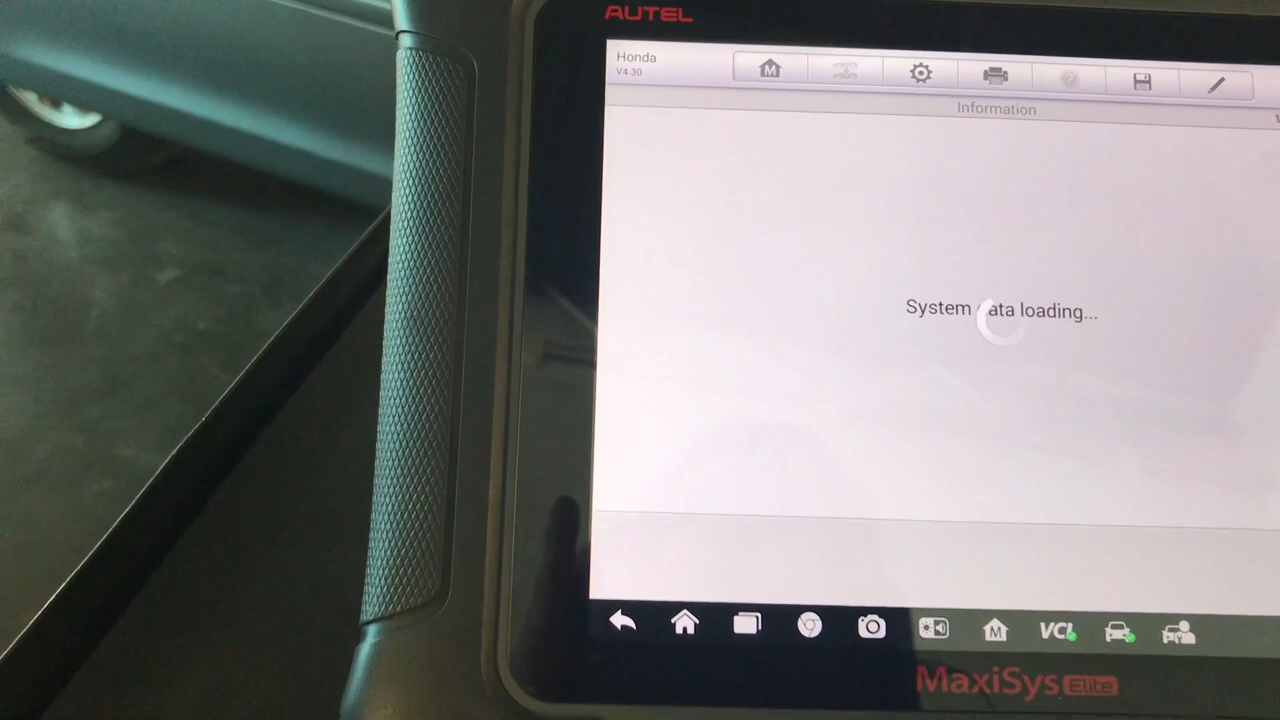 AUTEL
Honda
V4.30
M
Information
System ata loading...
M
VCI
MaxiSys Elite